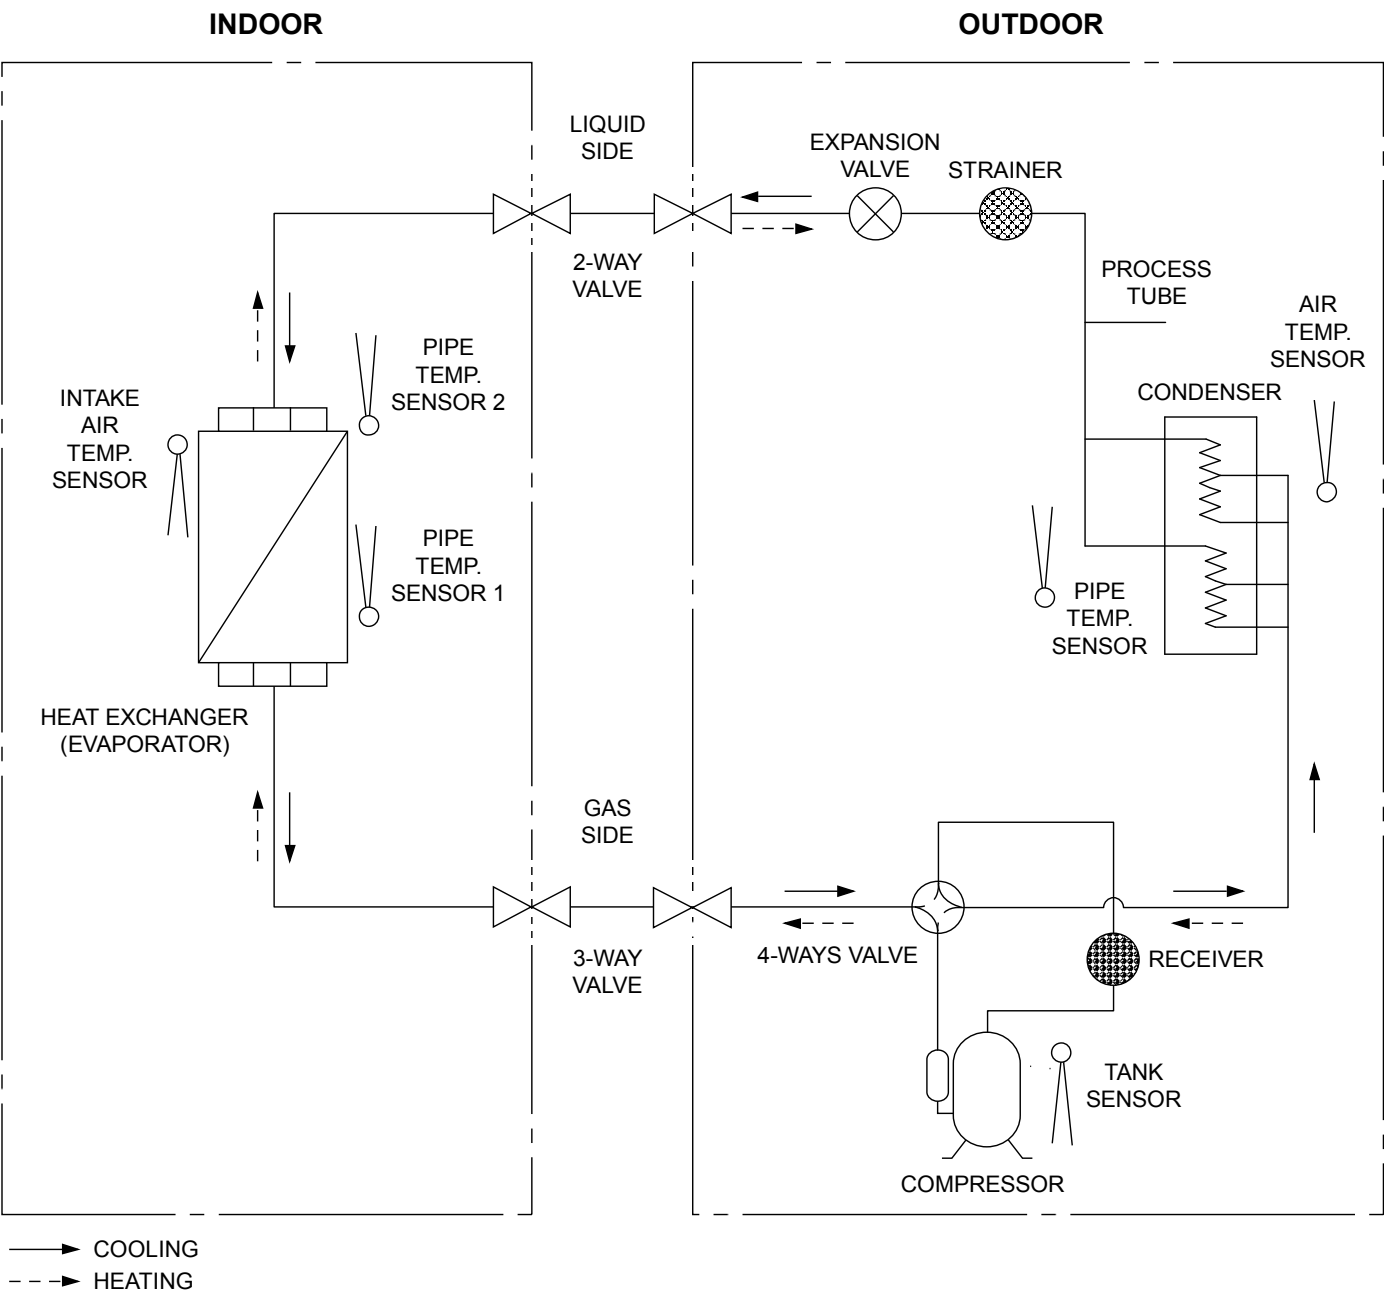 INDOOR
OUTDOOR
LIQUID
SIDE
EXPANSION
VALVE
STRAINER
2-WAY
VALVE
PROCESS
TUBE
AIR
TEMP.
SENSOR
CONDENSER
PIPE
TEMP.
SENSOR 2
INTAKE
AIR
TEMP.
SENSOR
PIPE
TEMP.
SENSOR 1
PIPE
TEMP.
SENSOR
HEAT EXCHANGER
(EVAPORATOR)
GAS
SIDE
3-WAY
VALVE
4-WAYS VALVE
RECEIVER
TANK
SENSOR
COMPRESSOR
COOLING
HEATING